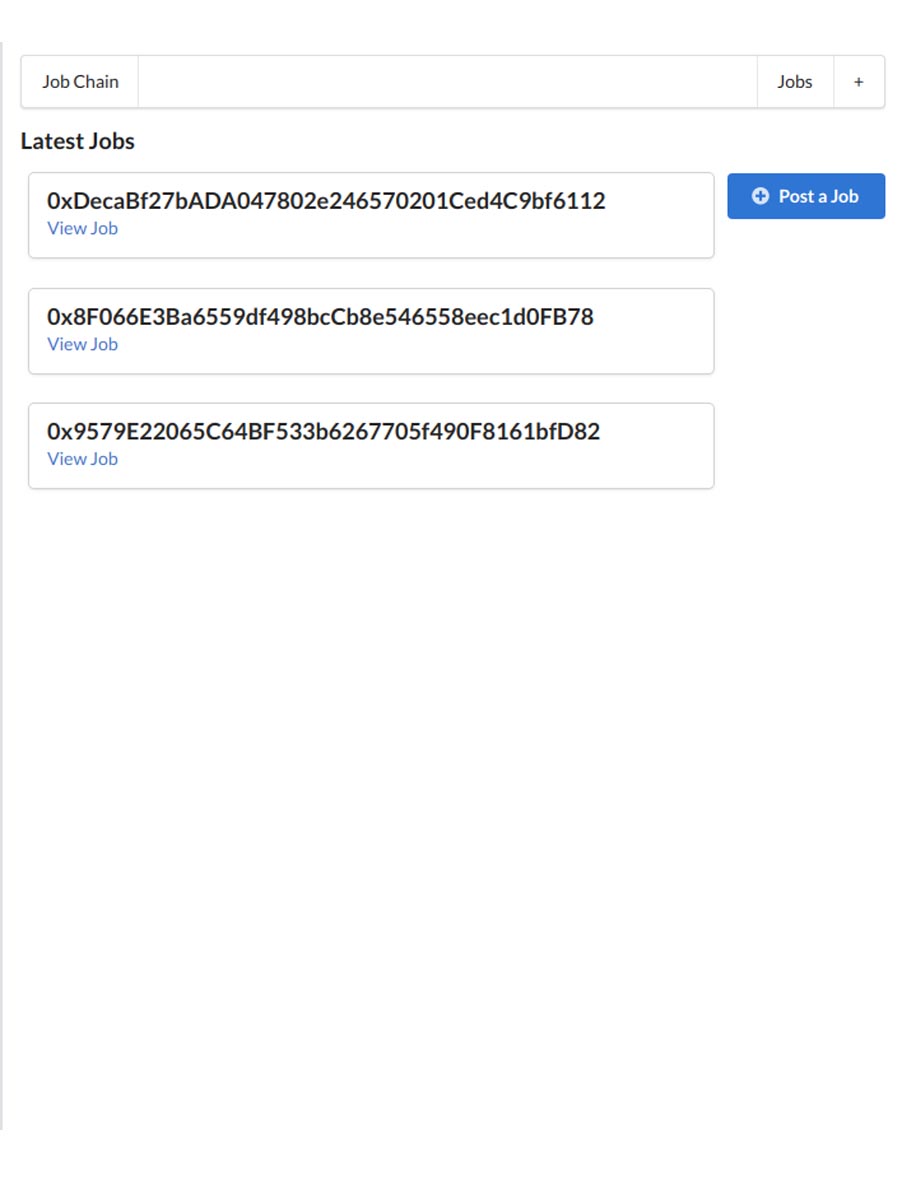 Job Chain Jobs +
Latest Jobs
0xDecaBf27bADA047802e246570201Ced4C9bf6112
View Job
Post a Job
0x8F066E3Ba6559df498bcCb8e546558eec1d0FB78
View Job
0x9579E22065C64BF533b6267705f490F8161bfD82
View Job